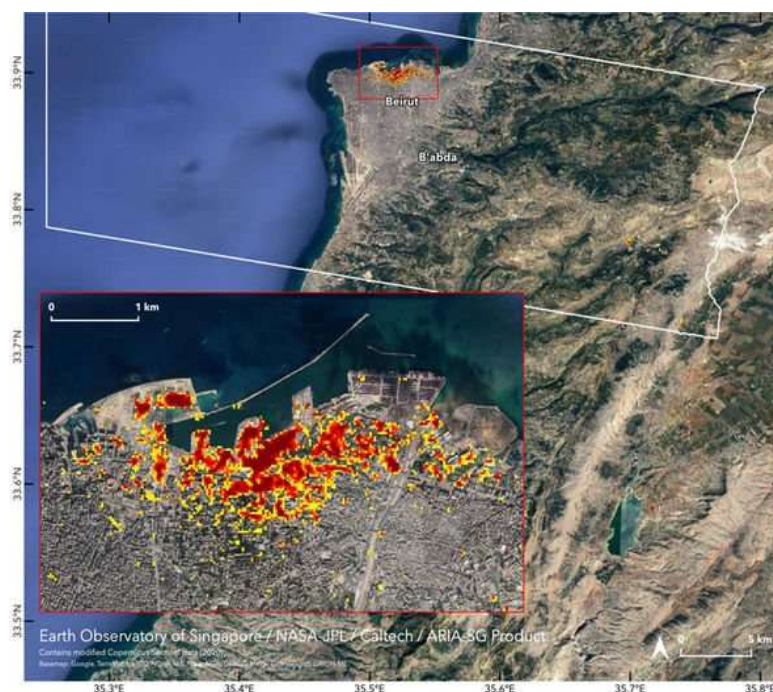 33.9°N
Beirut
B'abda
33.8°N
0 1 km
33.7°N
33.6°N
33.5°N
Earth Observatory of Singapore / NASA-JPL / Caltech / ARIA-SG Product
Contains modified Copernicus Sentinel data (2020)
Basemap: Google,
0 5 km
35.3°E 35.4°E 35.5°E 35.6°E 35.7°E 35.8°E